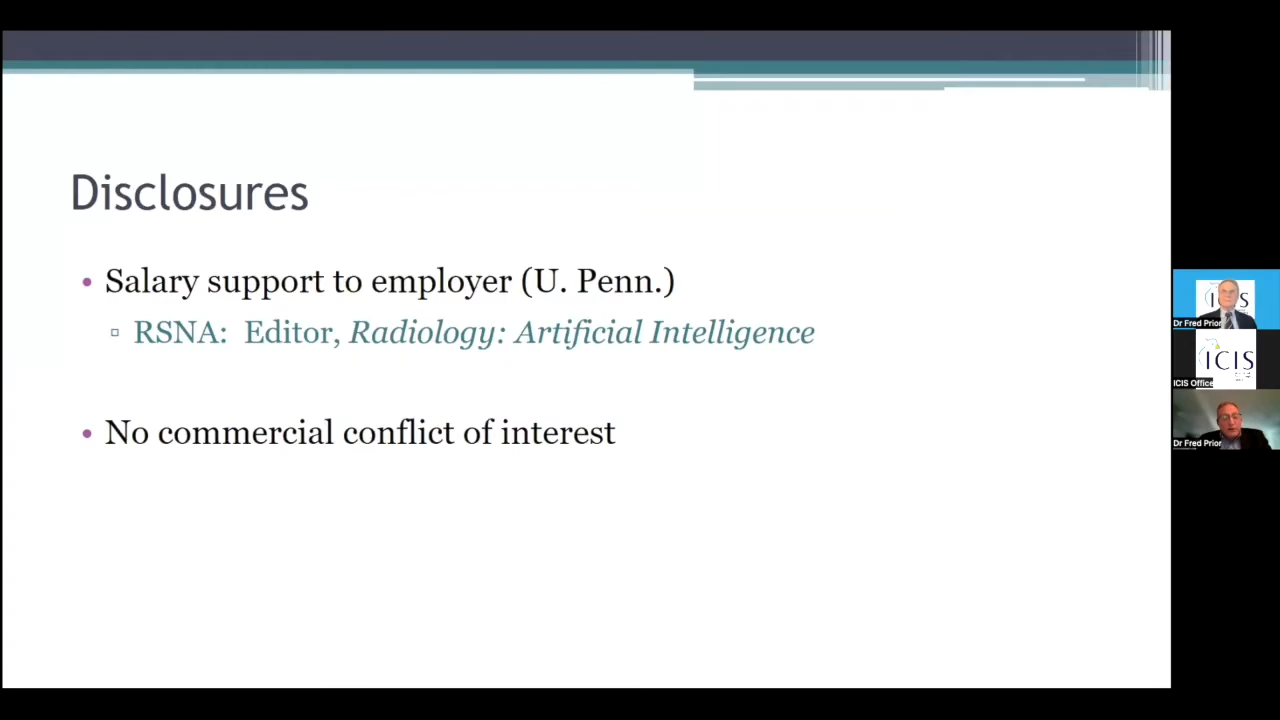 Disclosures
• Salary support to employer (U. Penn.)
▫ RSNA: Editor, Radiology: Artificial Intelligence
• No commercial conflict of interest
Dr Fred Prior
ICIS
ICIS Office
Dr Fred Prior